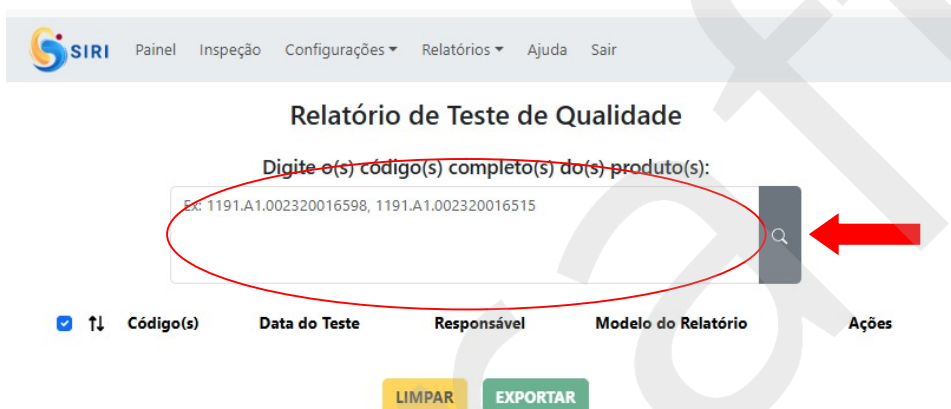 SIRI Painel Inspeção Configurações Relatórios Ajuda Sair
Relatório de Teste de Qualidade
Digite o(s) código(s) completo(s) do(s) produto(s):
Ex: 1191.A1.002320016598, 1191.A1.002320016515
Código(s) Data do Teste Responsável Modelo do Relatório Ações
LIMPAR EXPORTAR